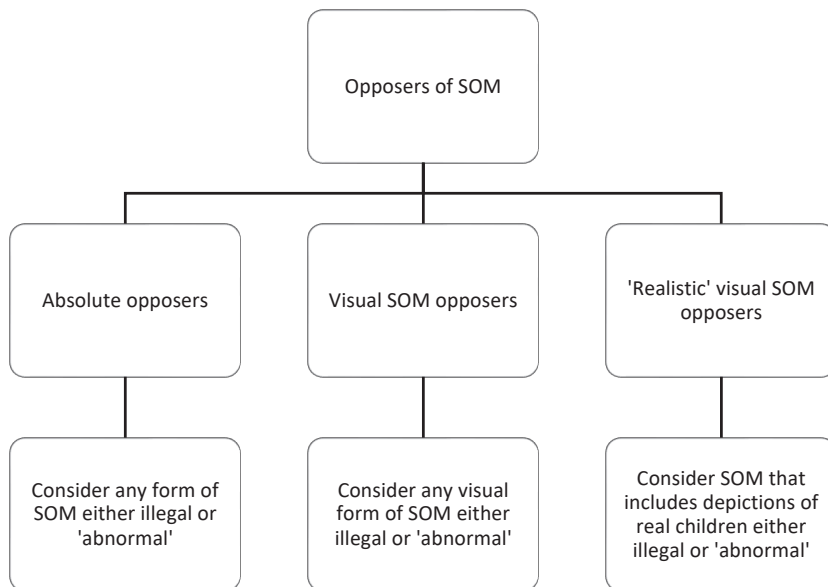 Opposers of SOM
Absolute opposers
Visual SOM opposers
'Realistic' visual SOM
opposers
Consider any form of
SOM either illegal or
'abnormal'
Consider any visual
form of SOM either
illegal or 'abnormal'
Consider SOM that
includes depictions of
real children either
illegal or 'abnormal'